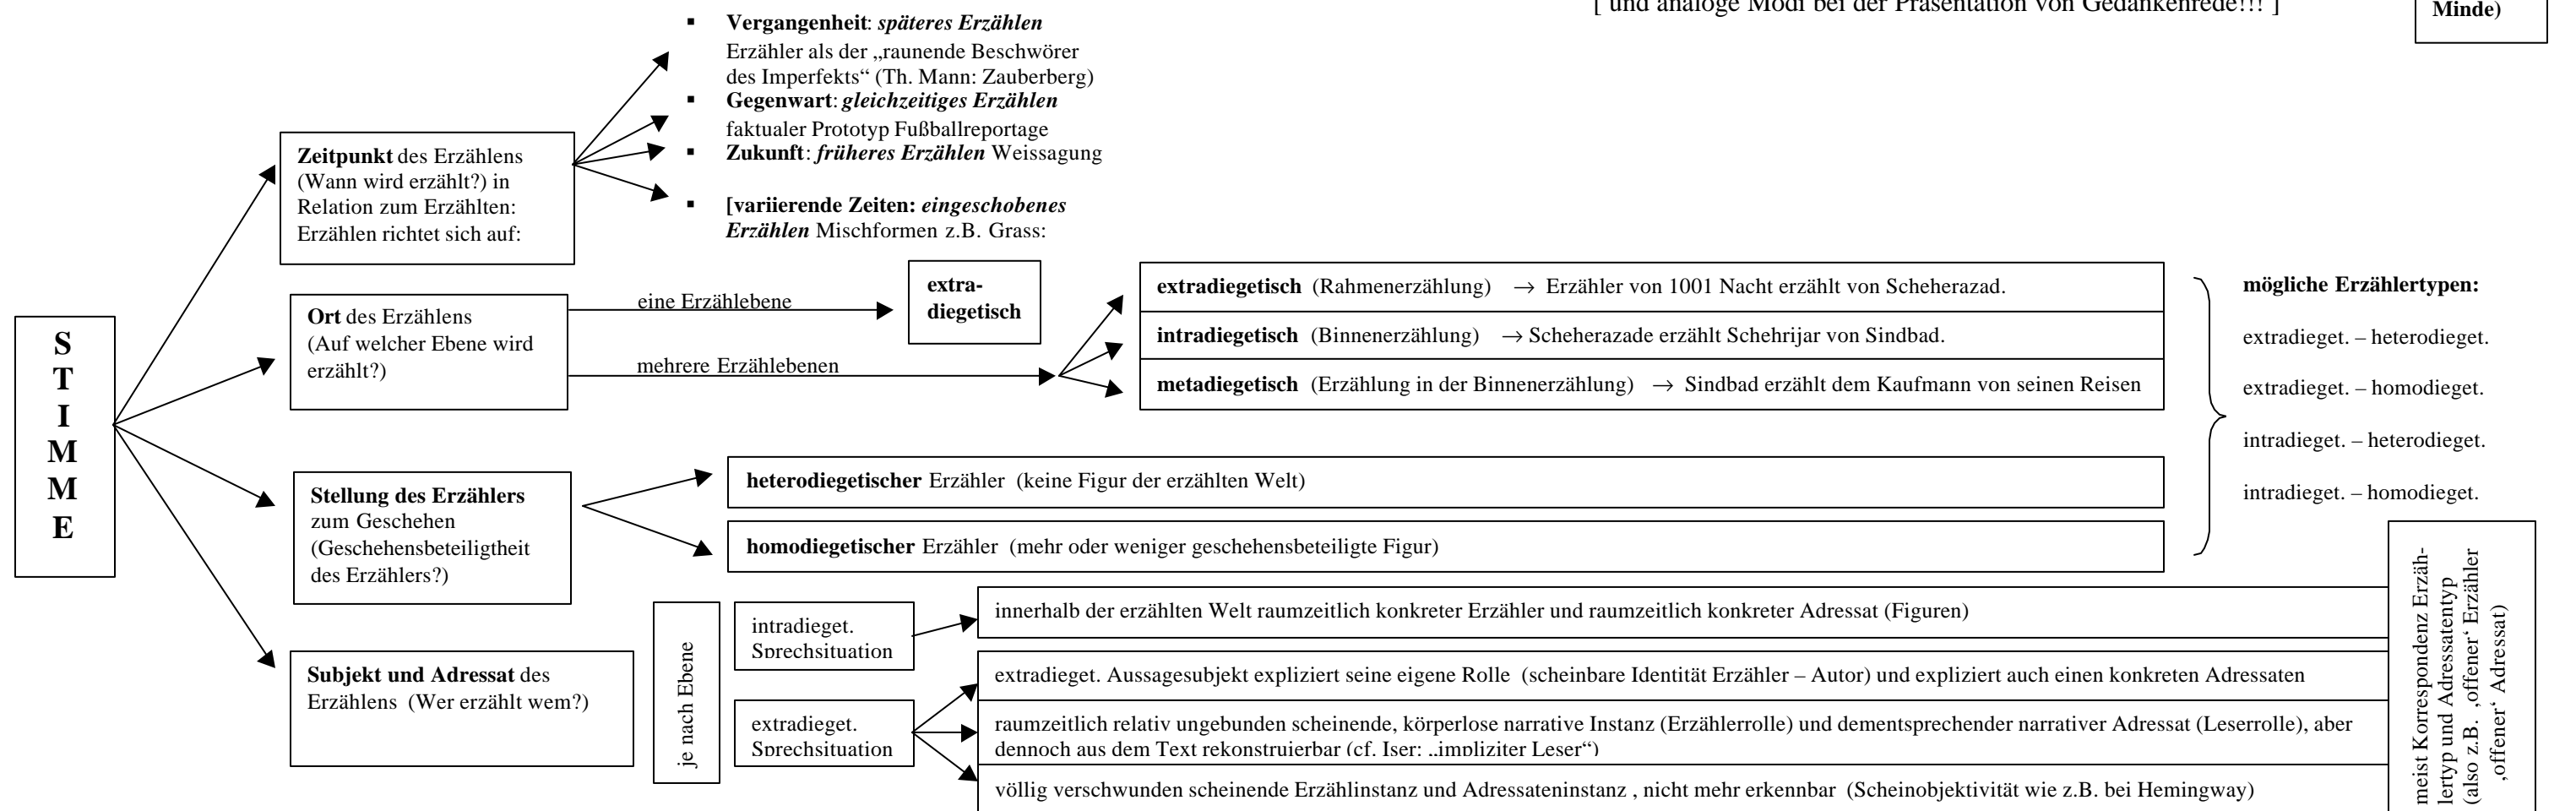 [ und analoge Modi bei der Präsentation von Gedankenrede!!! ]
Minde)
▪ Vergangenheit: späteres Erzählen
Erzähler als der „raunende Beschwörer
des Imperfekts“ (Th. Mann: Zauberberg)
▪ Gegenwart: gleichzeitiges Erzählen
faktualer Prototyp Fußballreportage
▪ Zukunft: früheres Erzählen Weissagung
▪ [variierende Zeiten: eingeschobenes
Erzählen Mischformen z.B. Grass:
Zeitpunkt des Erzählens
(Wann wird erzählt?) in
Relation zum Erzählten:
Erzählen richtet sich auf:
STIMME
Ort des Erzählens
(Auf welcher Ebene wird
erzählt?)
eine Erzählebene
extra-
diegetisch
mehrere Erzählebenen
extradiegetisch (Rahmenerzählung) → Erzähler von 1001 Nacht erzählt von Scheherazad.
intradiegetisch (Binnenerzählung) → Scheherazade erzählt Schehrijar von Sindbad.
metadiegetisch (Erzählung in der Binnenerzählung) → Sindbad erzählt dem Kaufmann von seinen Reisen
mögliche Erzählertypen:
extradieget. – heterodieget.
extradieget. – homodieget.
intradieget. – heterodieget.
intradieget. – homodieget.
Stellung des Erzählers
zum Geschehen
(Geschehensbeteiligtheit
des Erzählers?)
heterodiegetischer Erzähler (keine Figur der erzählten Welt)
homodiegetischer Erzähler (mehr oder weniger geschehensbeteiligte Figur)
Subjekt und Adressat des
Erzählens (Wer erzählt wem?)
je nach Ebene
intradieget.
Sprechsituation
innerhalb der erzählten Welt raumzeitlich konkreter Erzähler und raumzeitlich konkreter Adressat (Figuren)
extradieget.
Sprechsituation
extradieget. Aussagesubjekt expliziert seine eigene Rolle (scheinbare Identität Erzähler – Autor) und expliziert auch einen konkreten Adressaten
raumzeitlich relativ ungebunden scheinende, körperlose narrative Instanz (Erzählerrolle) und dementsprechender narrativer Adressat (Leserrolle), aber
dennoch aus dem Text rekonstruierbar (cf. Iser: „impliziter Leser“)
völlig verschwunden scheinende Erzählinstanz und Adressateninstanz , nicht mehr erkennbar (Scheinobjektivität wie z.B. bei Hemingway)
meist Korrespondenz Erzäh-
lertyp und Adressatentyp
(also z.B. ‚offener‘ Erzähler
‚offener‘ Adressat)